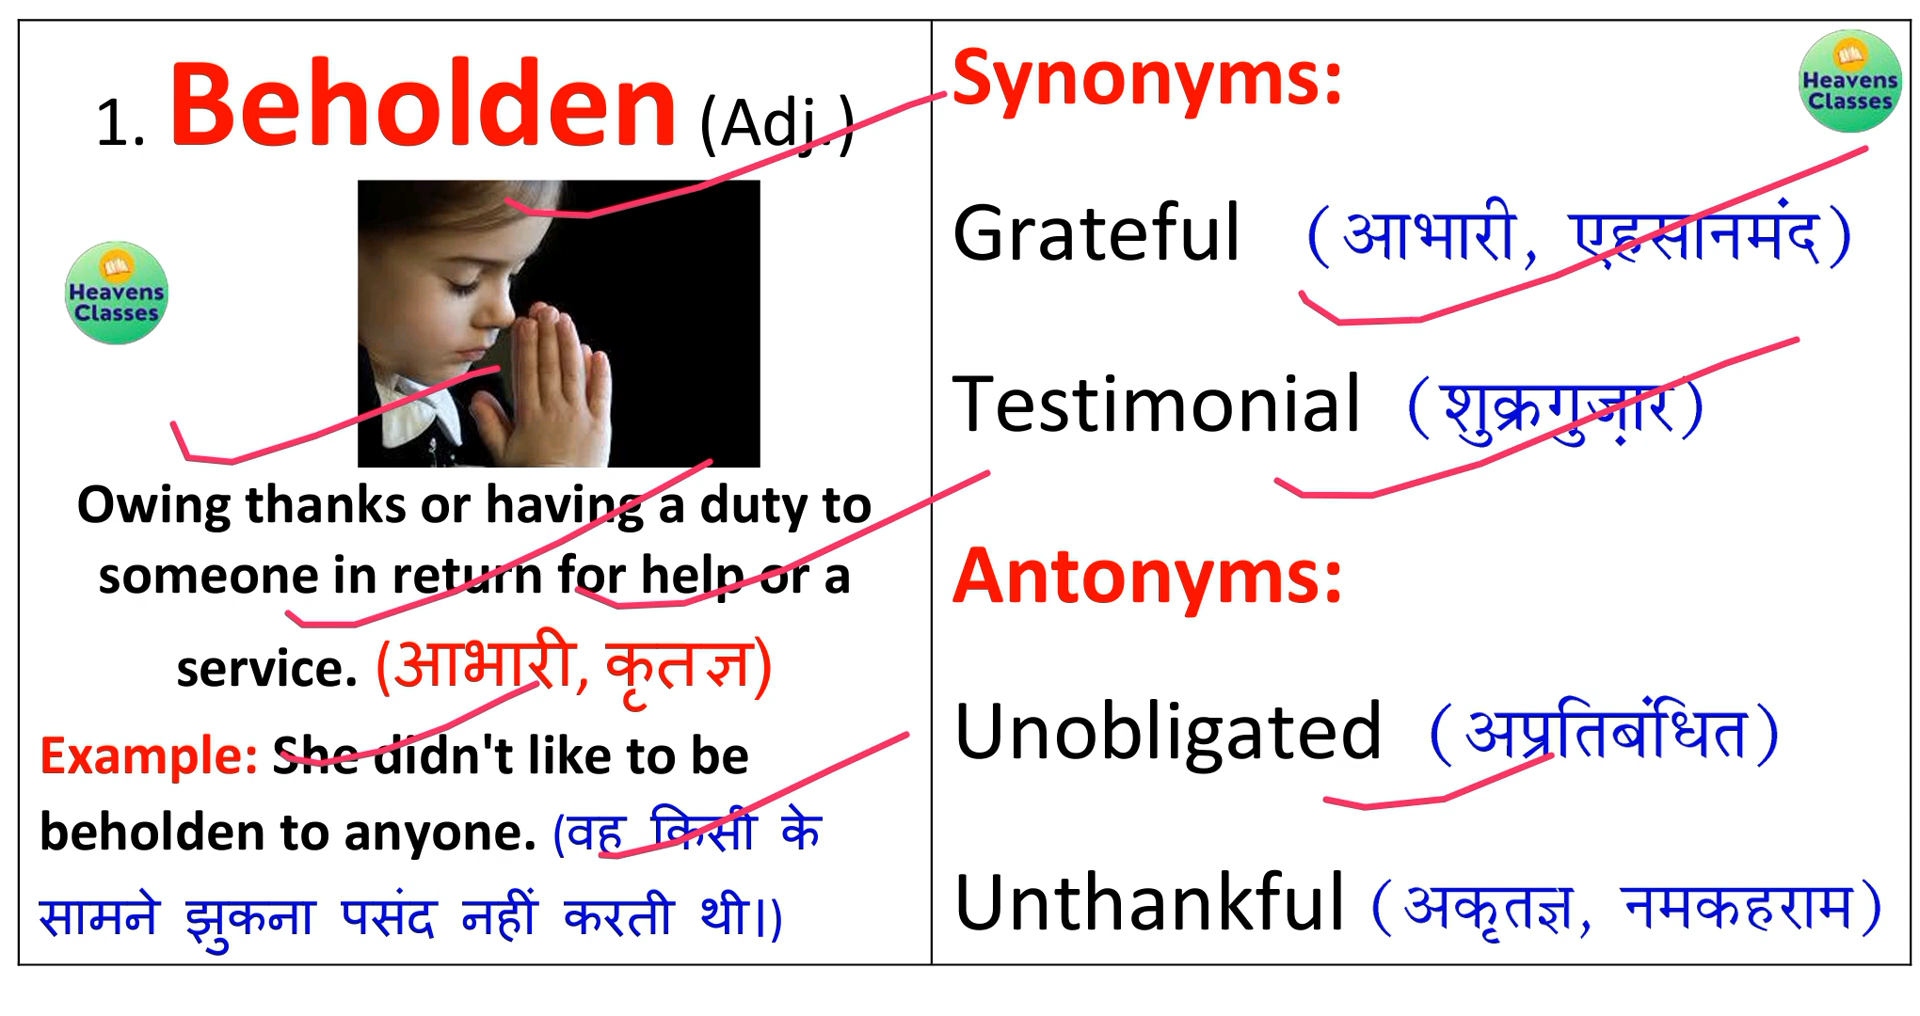 1. Beholden (Adj.)
Heavens
Classes
Owing thanks or having a duty to
someone in return for help or a
service. (आभारी, कृतज्ञ)
Example: She didn't like to be
beholden to anyone. (वह किसी के
सामने झुकना पसंद नहीं करती थी।)
Synonyms:
Heavens
Classes
Grateful (आभारी, एहसानमंद)
Testimonial (शुक्रगुज़ार)
Antonyms:
Unobligated (अप्रतिबंधित)
Unthankful (अकृतज्ञ, नमकहराम)